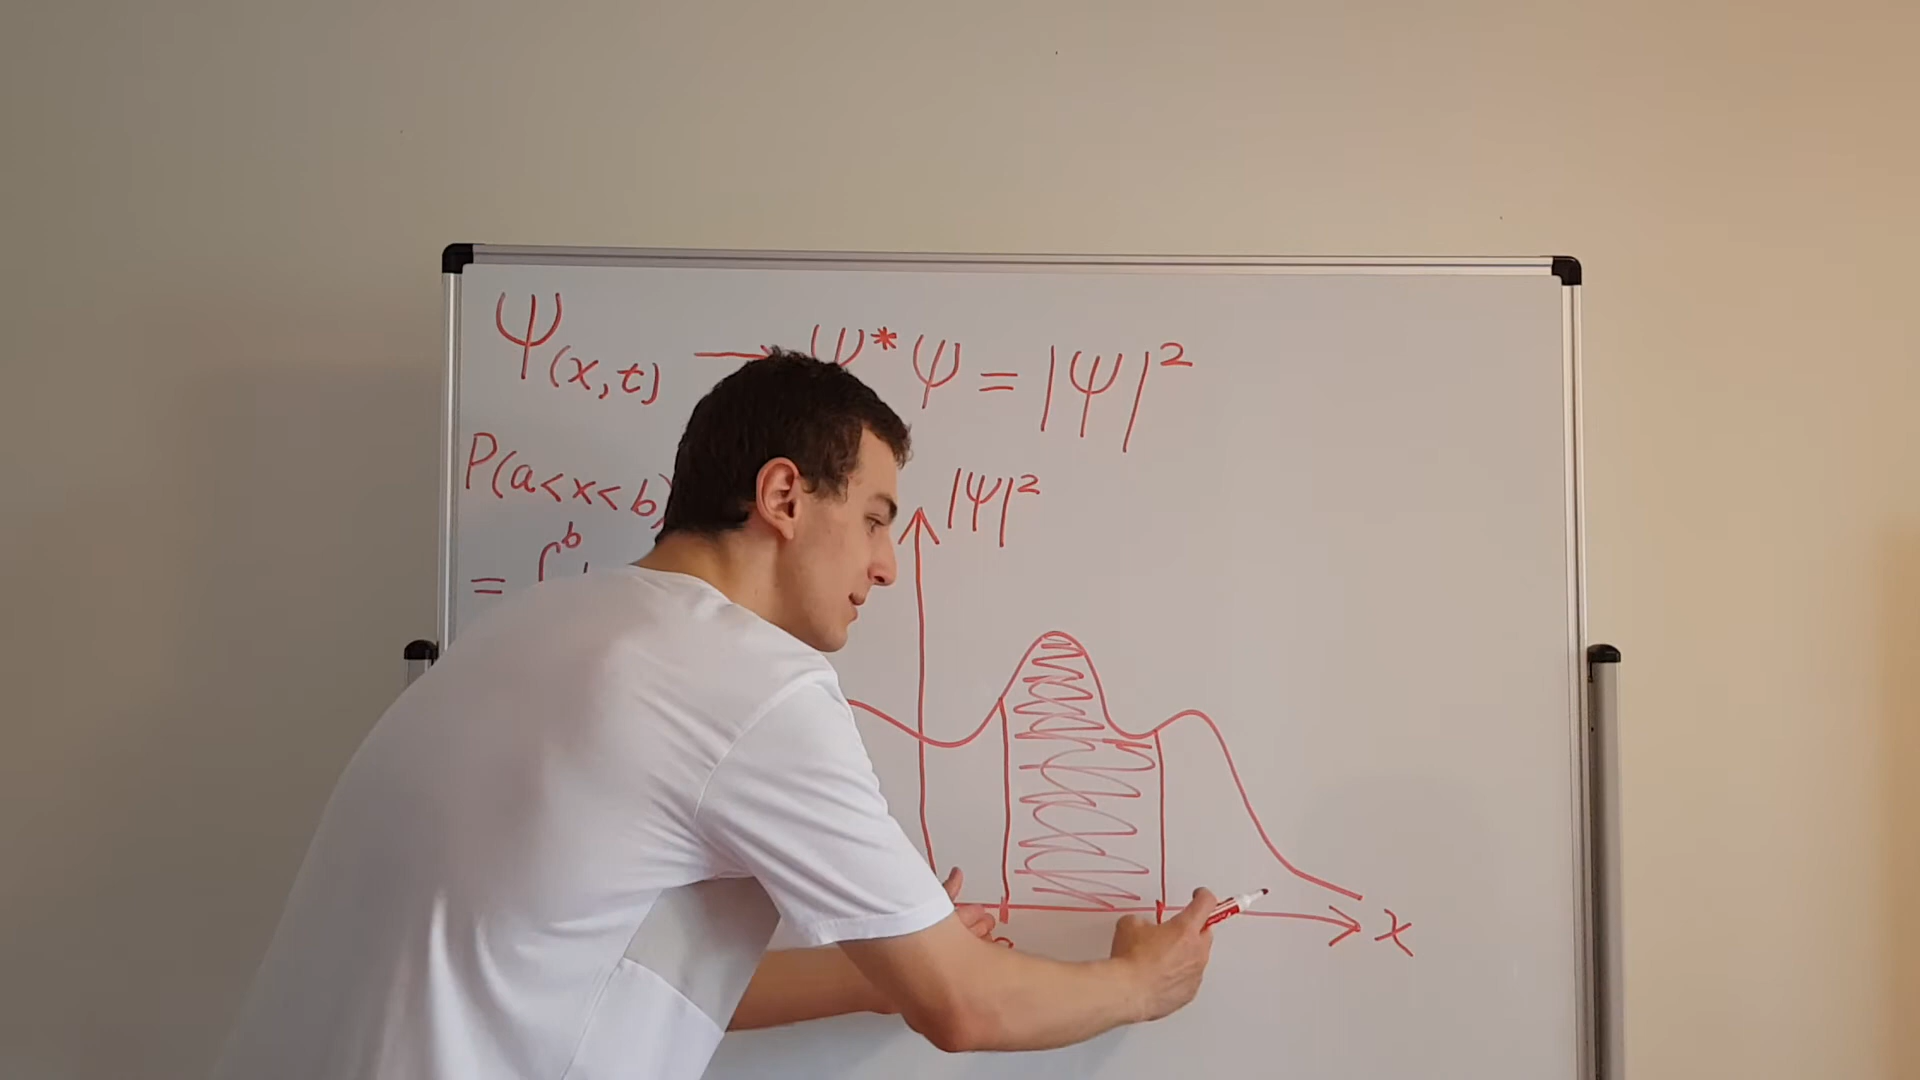 Ψ(x,t) → Ψ*Ψ = |Ψ|²
P(a<x<b)
= ∫ᵇ
|Ψ|²
x